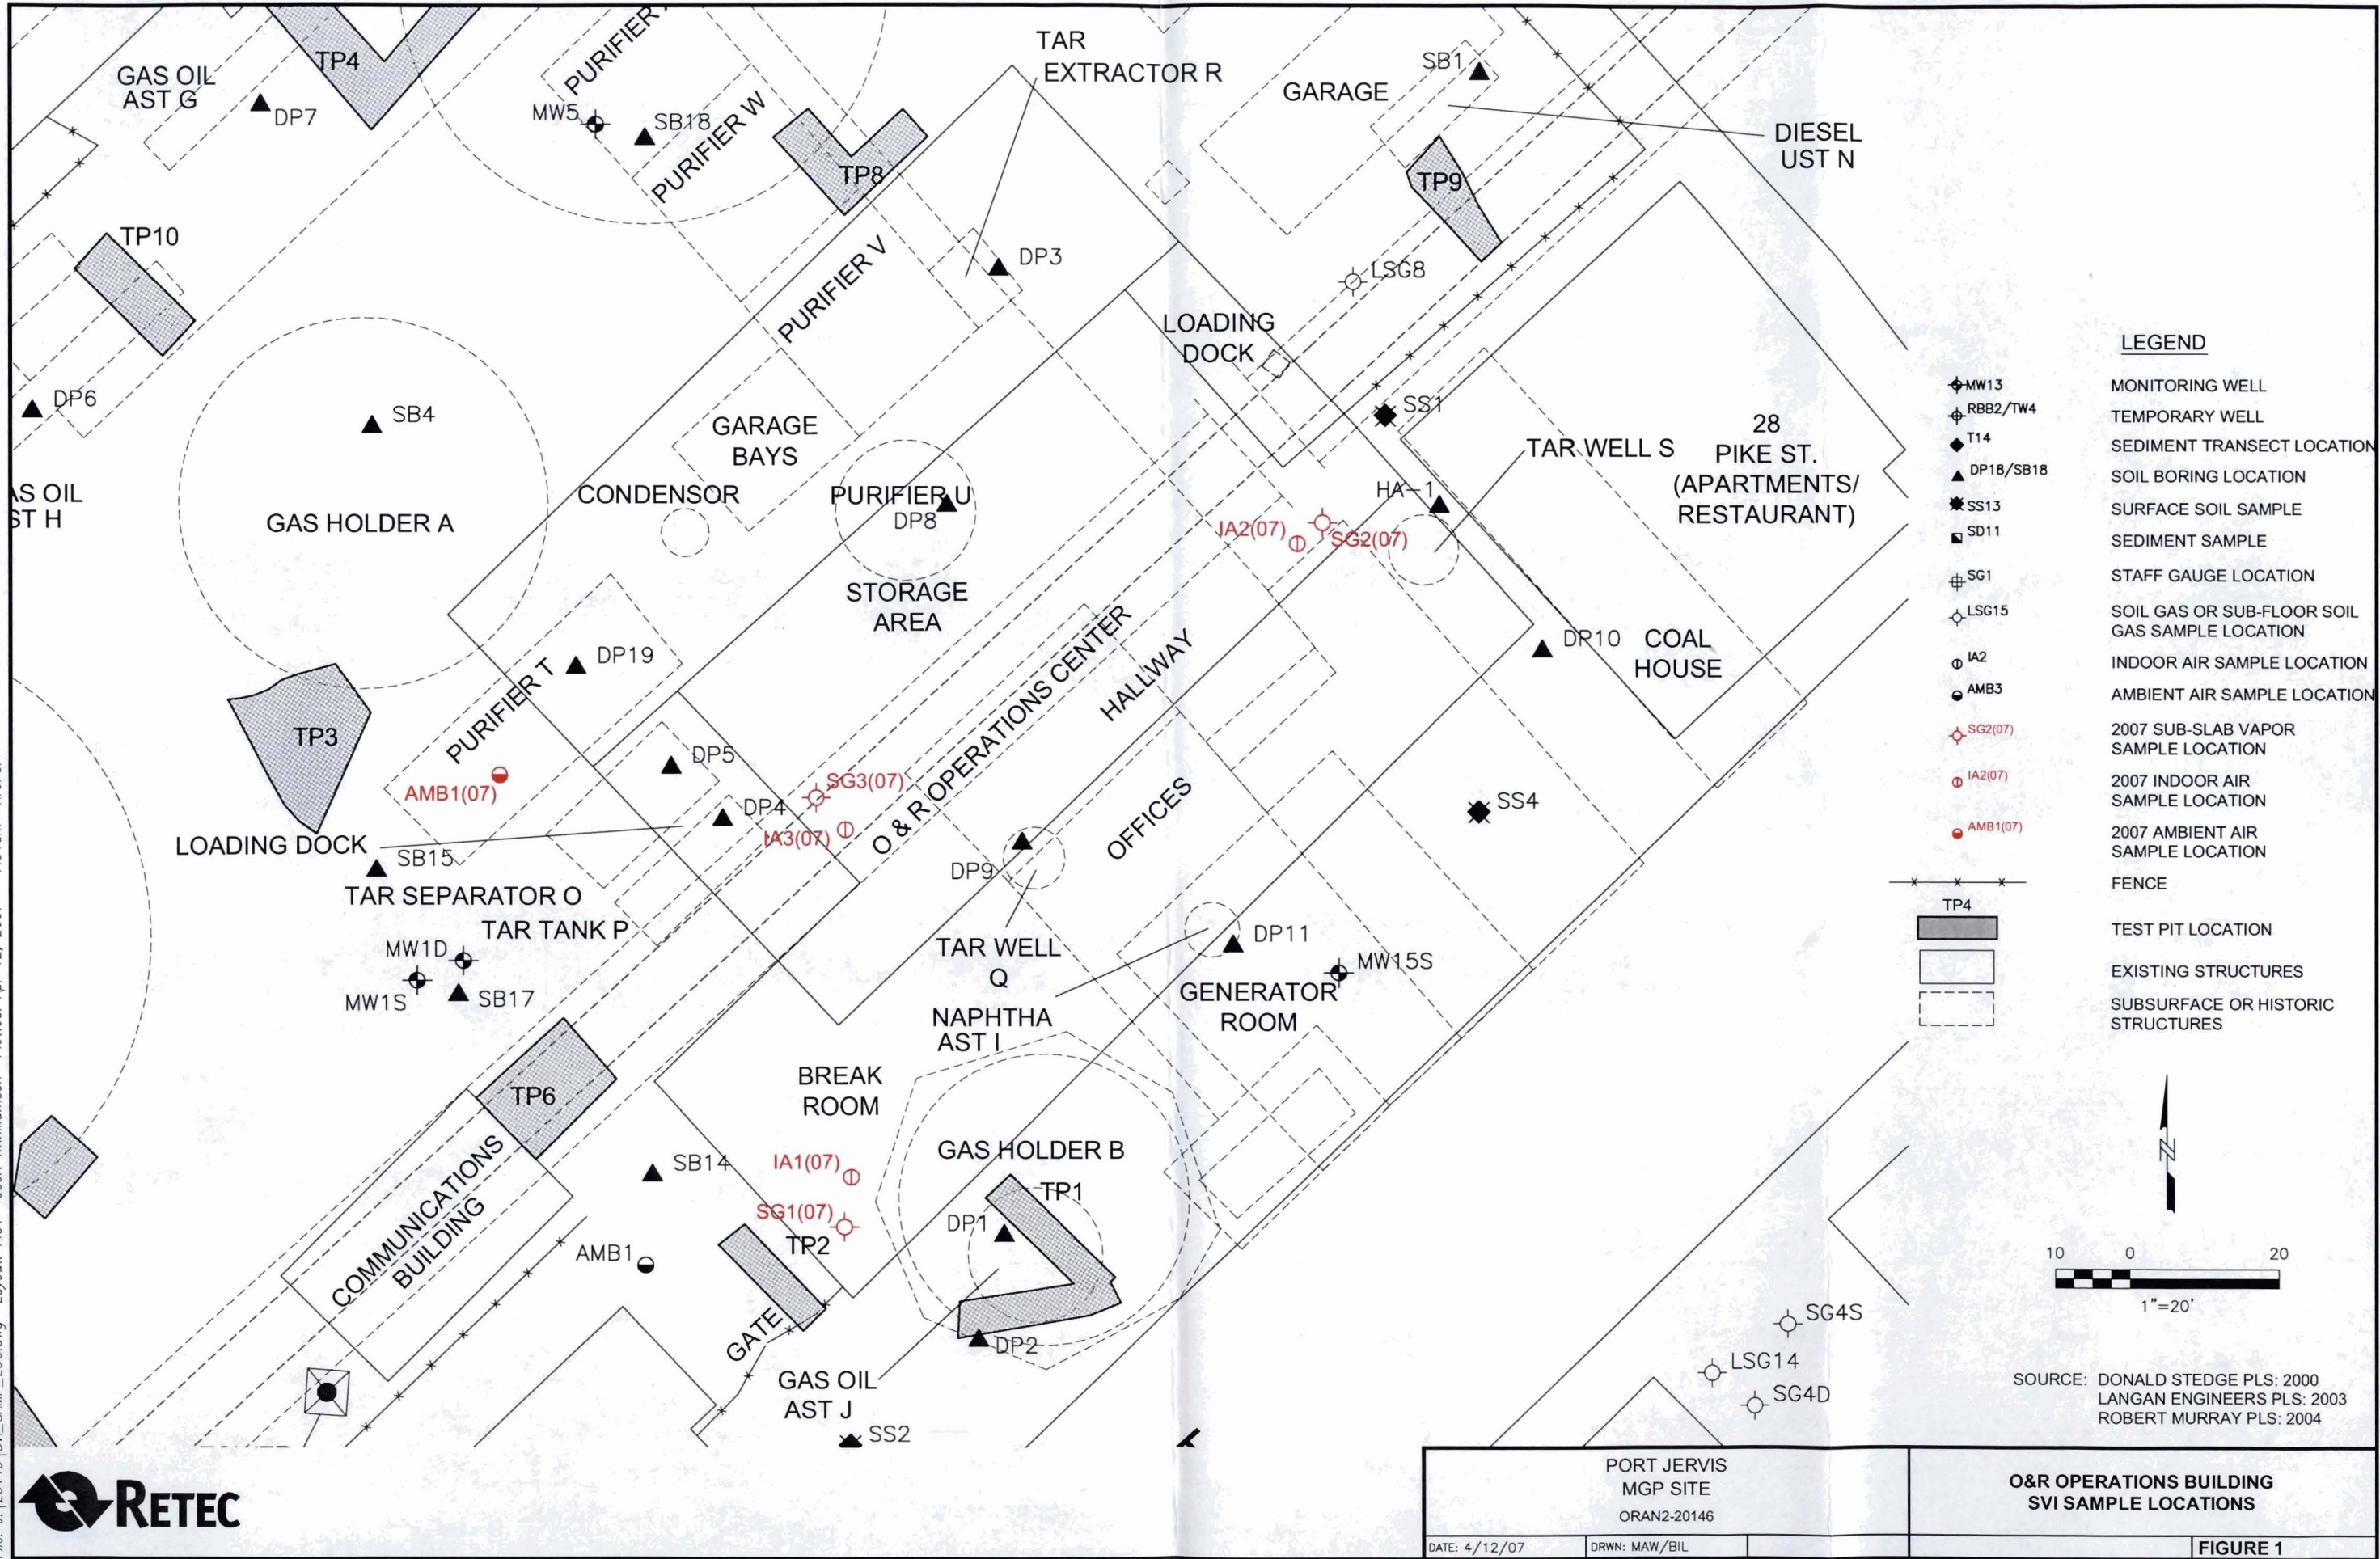 TAR
EXTRACTOR R
PURIFIER
TP4
GAS OIL
AST G
DP7
MW5
SB18
PURIFIER W
TP8
SB1
GARAGE
DIESEL
UST N
TP9
TP10
PURIFIER V
DP3
LSG8
LOADING
DOCK
DP6
SB4
GARAGE
BAYS
SS1
TAR WELL S
28
PIKE ST.
(APARTMENTS/
RESTAURANT)
AS OIL
ST H
GAS HOLDER A
CONDENSOR
PURIFIER U
DP8
HA-1
IA2(07)
SG2(07)
STORAGE
AREA
DP19
PURIFIER T
DP10
COAL
HOUSE
HALLWAY
O & R OPERATIONS CENTER
TP3
DP5
AMB1(07)
DP4
SG3(07)
IA3(07)
OFFICES
SS4
LOADING DOCK
SB15
DP9
TAR SEPARATOR O
TAR TANK P
MW1D
MW1S
SB17
TAR WELL
Q
DP11
MW15S
GENERATOR
ROOM
NAPHTHA
AST I
TP6
BREAK
ROOM
COMMUNICATIONS
BUILDING
SB14
IA1(07)
SG1(07)
GAS HOLDER B
TP1
DP1
TP2
AMB1
GATE
DP2
GAS OIL
AST J
SS2
SG4S
LSG14
SG4D
LEGEND
MW13 MONITORING WELL
RBB2/TW4 TEMPORARY WELL
T14 SEDIMENT TRANSECT LOCATION
DP18/SB18 SOIL BORING LOCATION
SS13 SURFACE SOIL SAMPLE
SD11 SEDIMENT SAMPLE
SG1 STAFF GAUGE LOCATION
LSG15 SOIL GAS OR SUB-FLOOR SOIL
GAS SAMPLE LOCATION
IA2 INDOOR AIR SAMPLE LOCATION
AMB3 AMBIENT AIR SAMPLE LOCATION
SG2(07) 2007 SUB-SLAB VAPOR
SAMPLE LOCATION
IA2(07) 2007 INDOOR AIR
SAMPLE LOCATION
AMB1(07) 2007 AMBIENT AIR
SAMPLE LOCATION
FENCE
TP4
TEST PIT LOCATION
EXISTING STRUCTURES
SUBSURFACE OR HISTORIC
STRUCTURES
N
10 0 20
1"=20'
SOURCE: DONALD STEDGE PLS: 2000
LANGAN ENGINEERS PLS: 2003
ROBERT MURRAY PLS: 2004
RETEC
PORT JERVIS
MGP SITE
ORAN2-20146
O&R OPERATIONS BUILDING
SVI SAMPLE LOCATIONS
DATE: 4/12/07
DRWN: MAW/BIL
FIGURE 1